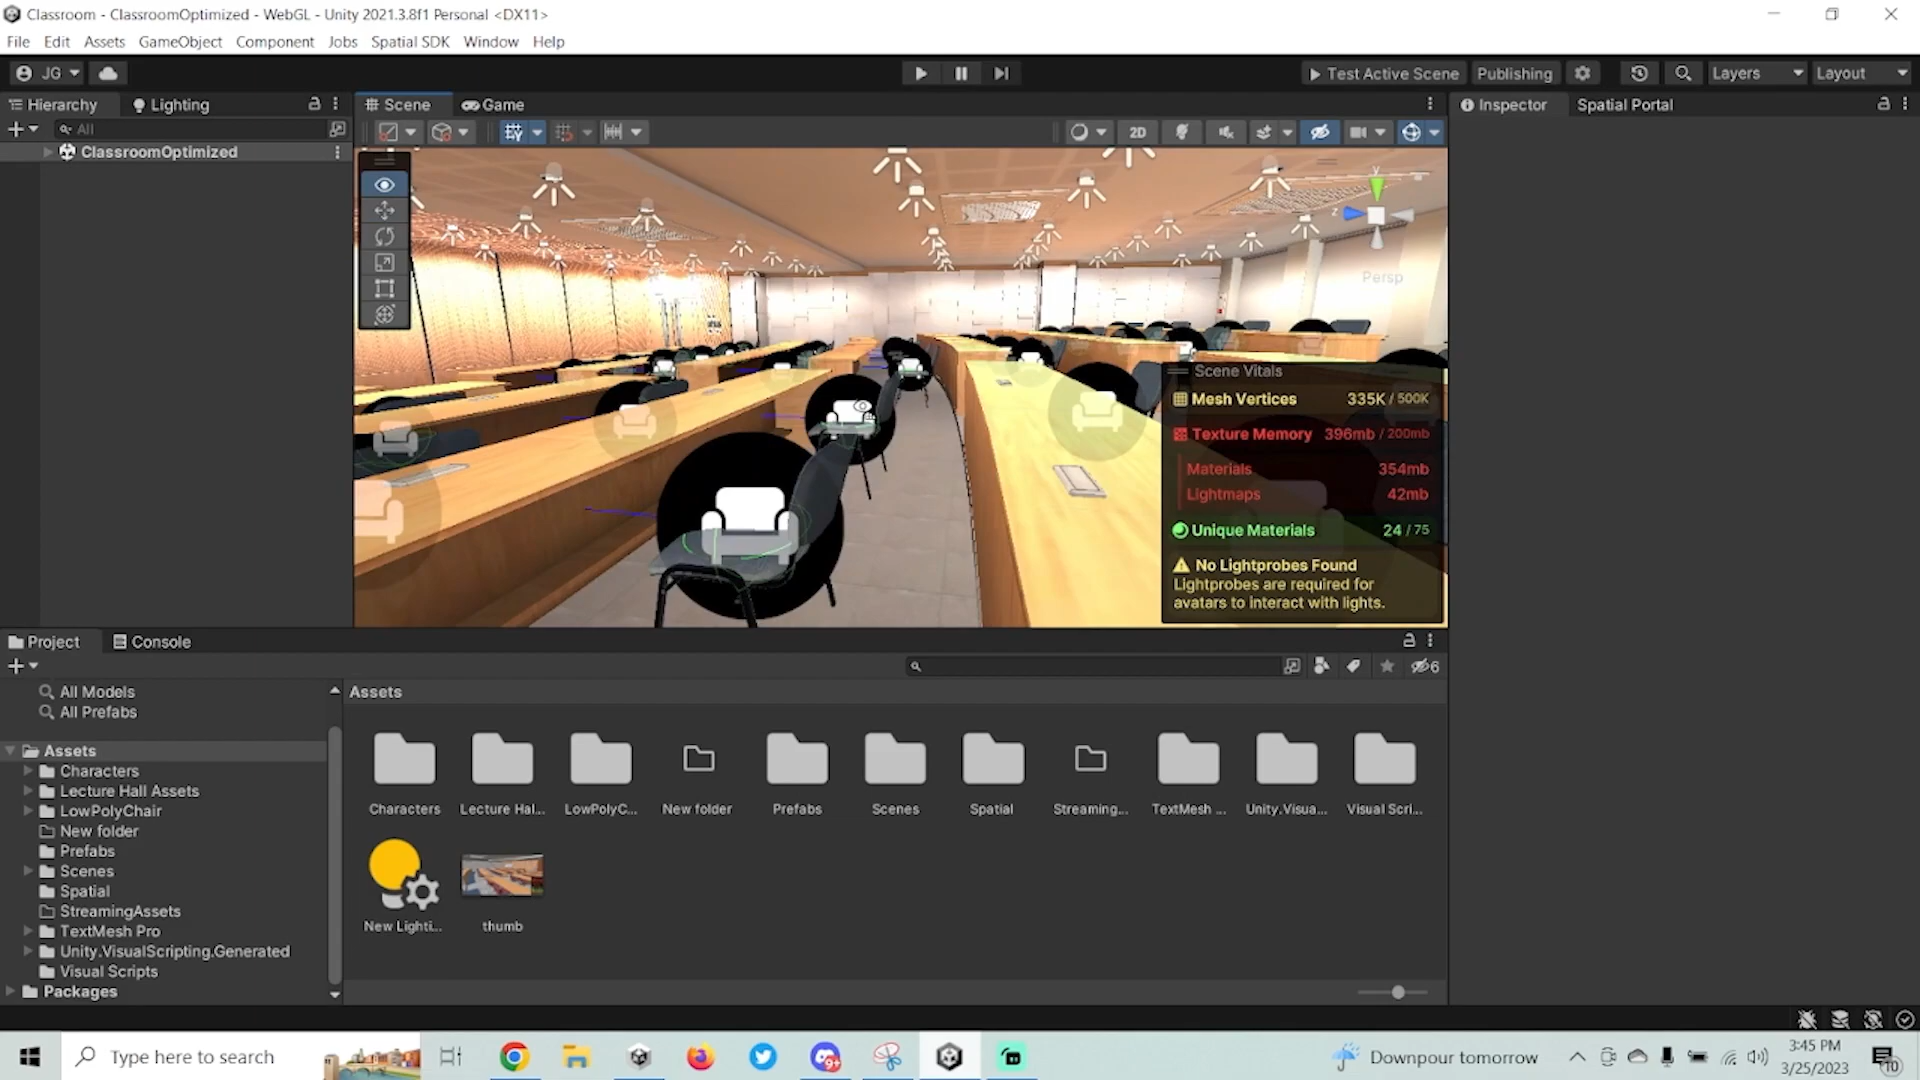 Classroom - ClassroomOptimized - WebGL - Unity 2021.3.8f1 Personal <DX11>
File Edit Assets GameObject Component Jobs Spatial SDK Window Help
JG
Test Active Scene Publishing Layers Layout
Hierarchy Lighting Scene Game Inspector Spatial Portal
All
2D
ClassroomOptimized
y
z
Persp
Scene Vitals
Mesh Vertices 335K / 500K
Texture Memory 396mb / 200mb
Materials 354mb
Lightmaps 42mb
Unique Materials 24 / 75
No Lightprobes Found
Lightprobes are required for
avatars to interact with lights.
Project Console
6
All Models
All Prefabs
Assets
Characters
Lecture Hall Assets
LowPolyChair
New folder
Prefabs
Scenes
Spatial
StreamingAssets
TextMesh Pro
Unity.VisualScripting.Generated
Visual Scripts
Packages
Assets
Characters Lecture Hal... LowPolyC... New folder Prefabs Scenes Spatial Streaming... TextMesh ... Unity.Visua... Visual Scri...
New Lighti... thumb
Type here to search
9+
Downpour tomorrow
3:45 PM
3/25/2023
10